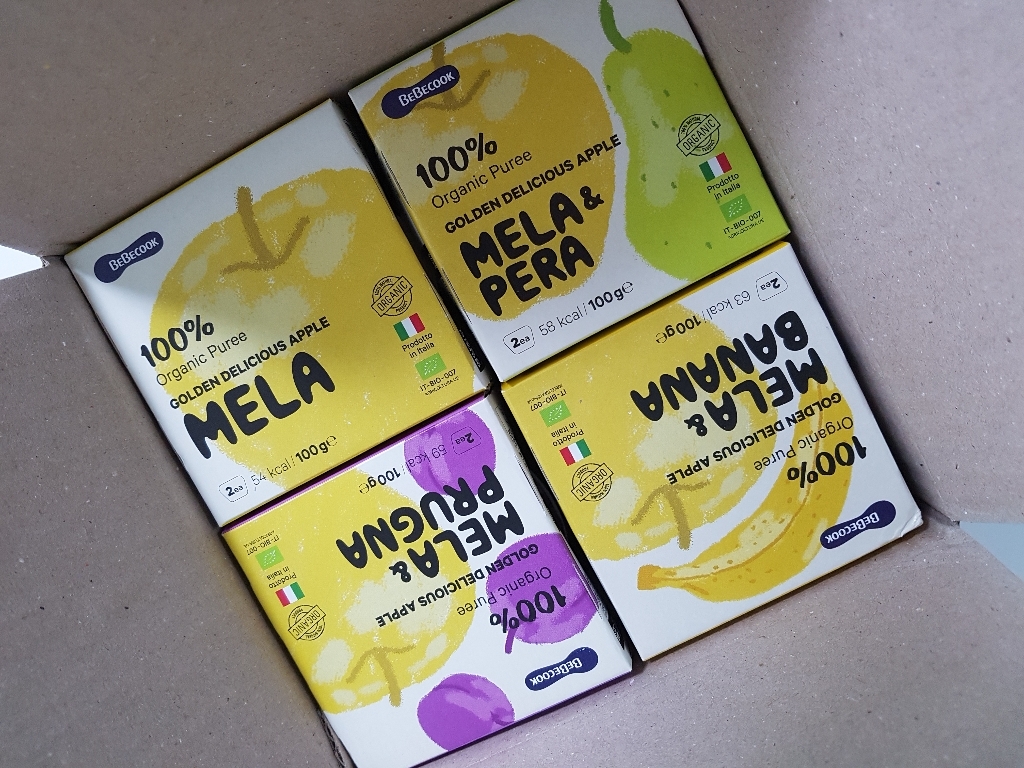 BEBECOOK
100%
Organic Puree
GOLDEN DELICIOUS APPLE
MELA &
PERA
2ea
58 kcal / 100g℮
ORGANIC
Prodotto
in Italia
IT-BIO-007
BEBECOOK
100%
Organic Puree
GOLDEN DELICIOUS APPLE
MELA
2ea
54 kcal / 100g℮
ORGANIC
Prodotto
in Italia
IT-BIO-007
BEBECOOK
100%
Organic Puree
GOLDEN DELICIOUS APPLE
MELA &
BANANA
2ea
63 kcal / 100g℮
ORGANIC
Prodotto
in Italia
IT-BIO-007
BEBECOOK
100%
Organic Puree
GOLDEN DELICIOUS APPLE
MELA &
PRUGNA
2ea
59 kcal / 100g℮
ORGANIC
Prodotto
in Italia
IT-BIO-007